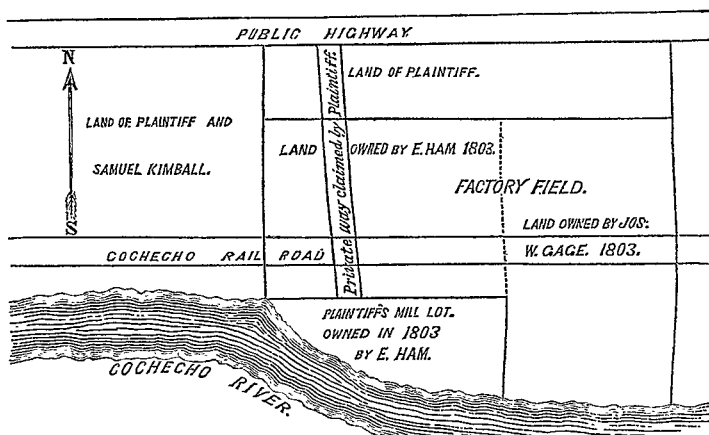 PUBLIC HIGHWAY
N
LAND OF PLAINTIFF AND
SAMUEL KIMBALL.
S
Private way claimed by Plaintiff.
LAND OF PLAINTIFF.
LAND OWNED BY E. HAM 1803.
FACTORY FIELD.
LAND OWNED BY JOS:
W. GAGE. 1803.
COCHECHO RAIL ROAD
PLAINTIFF'S MILL LOT.
OWNED IN 1803
BY E. HAM.
COCHECHO RIVER.